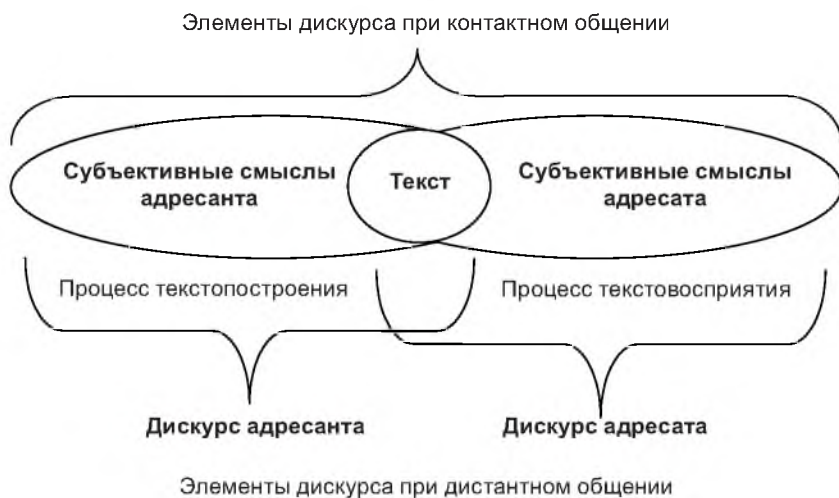 Элементы дискурса при контактном общении
Субъективные смыслы
адресанта
Текст
Субъективные смыслы
адресата
Процесс текстопостроения
Процесс текстовосприятия
Дискурс адресанта
Дискурс адресата
Элементы дискурса при дистантном общении